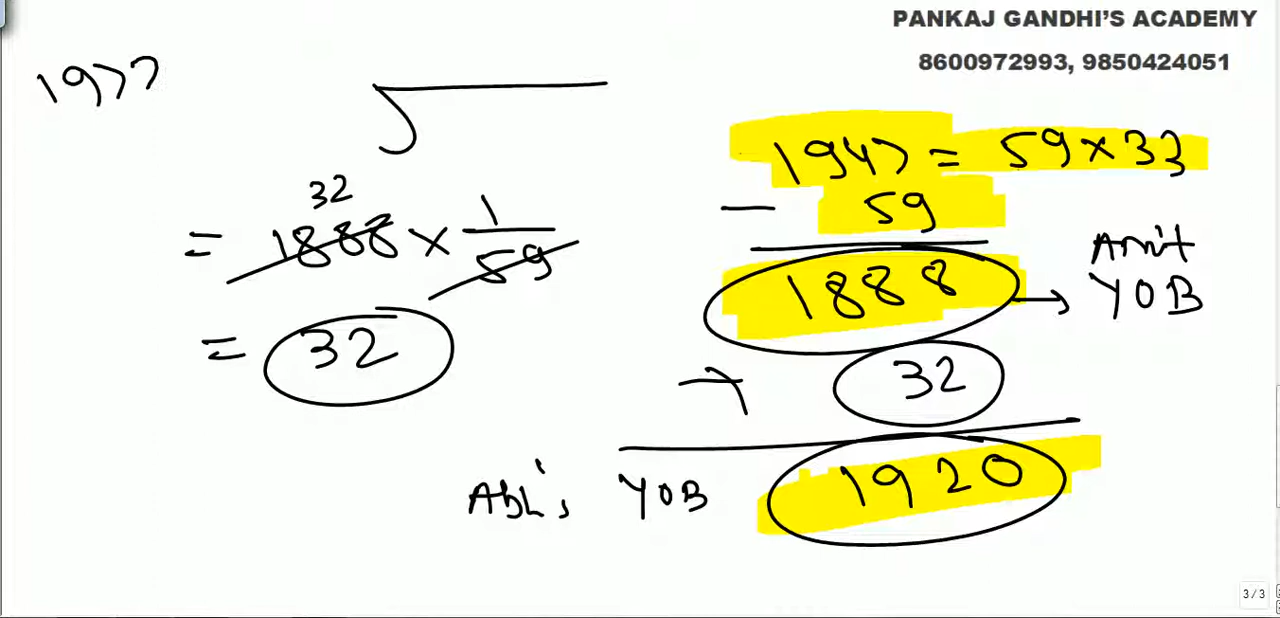 PANKAJ GANDHI'S ACADEMY
8600972993, 9850424051
1977
1947 = 59 × 33
- 59
1888 → Amit YOB
+ 32
Abh's YOB 1920
32
= 1888 × 1/59
= 32
3/3